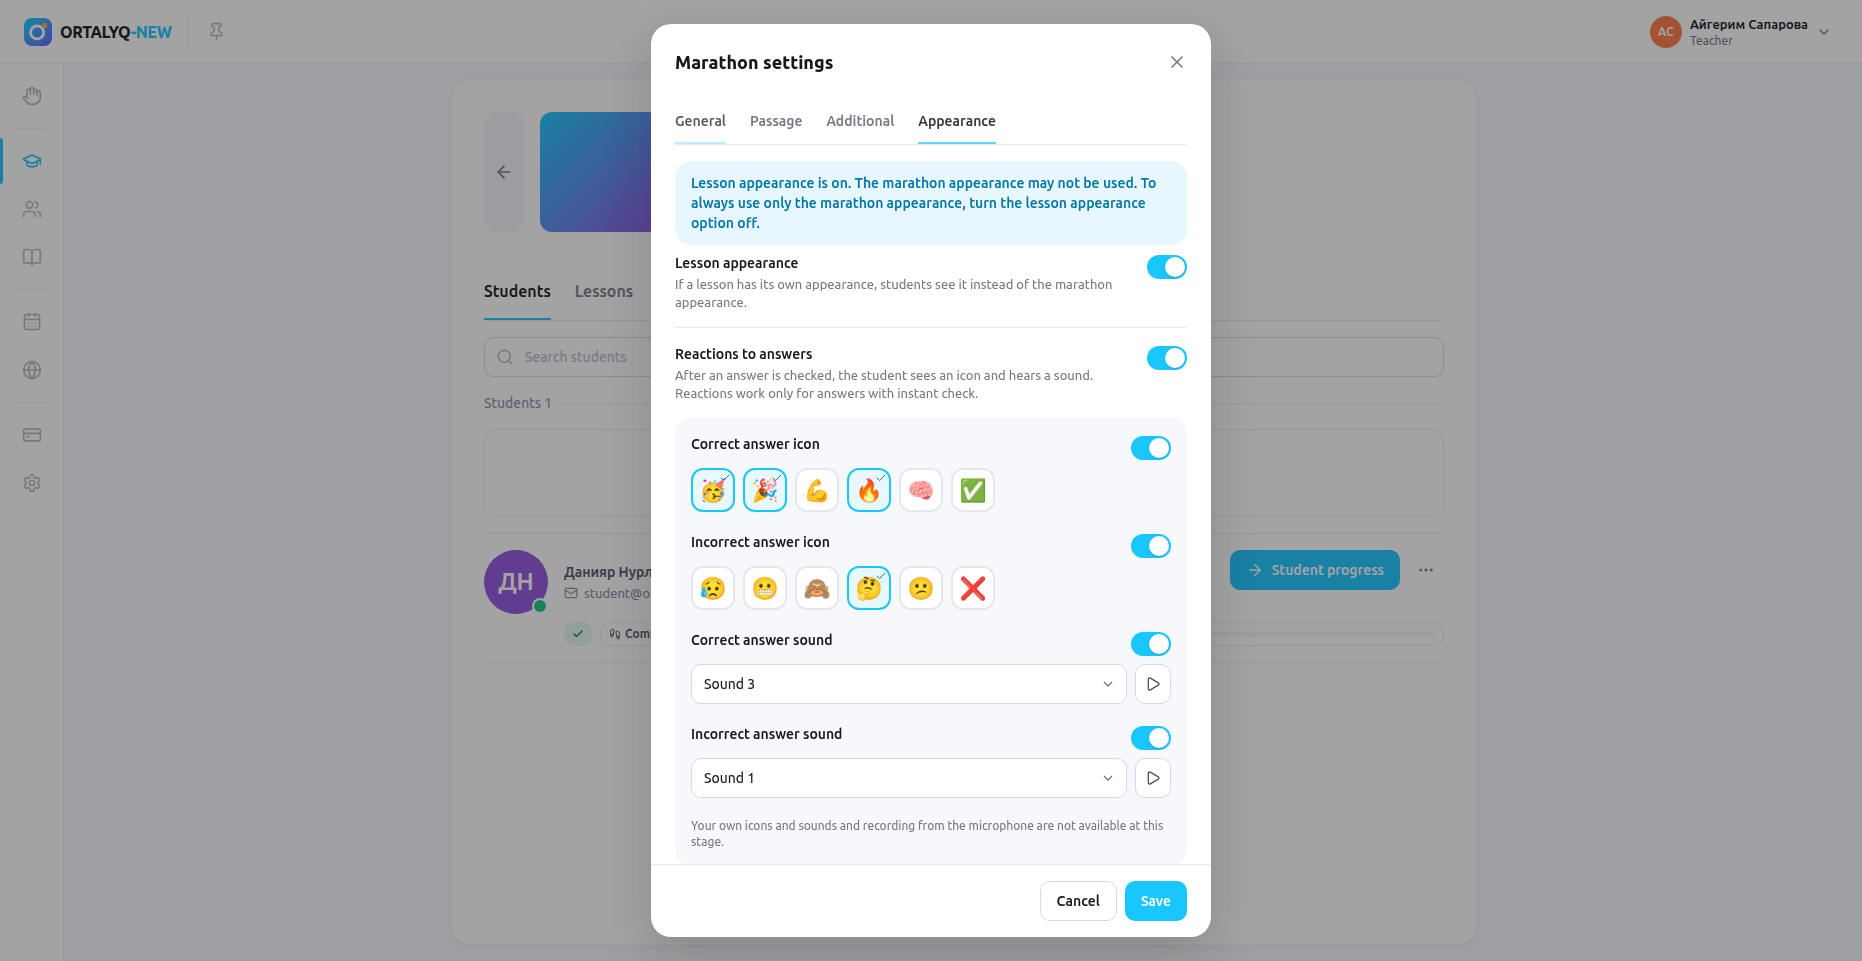 ORTALYQ-NEW
АС
Айгерим Сапарова
Teacher
Marathon settings
General
Passage
Additional
Appearance
Lesson appearance is on. The marathon appearance may not be used. To
always use only the marathon appearance, turn the lesson appearance
option off.
Lesson appearance
If a lesson has its own appearance, students see it instead of the marathon
appearance.
Reactions to answers
After an answer is checked, the student sees an icon and hears a sound.
Reactions work only for answers with instant check.
Correct answer icon
Incorrect answer icon
Correct answer sound
Sound 3
Incorrect answer sound
Sound 1
Your own icons and sounds and recording from the microphone are not available at this
stage.
Cancel
Save
Students
Lessons
Search students
Students 1
ДН
Данияр Нурл
student@o
Com
Student progress